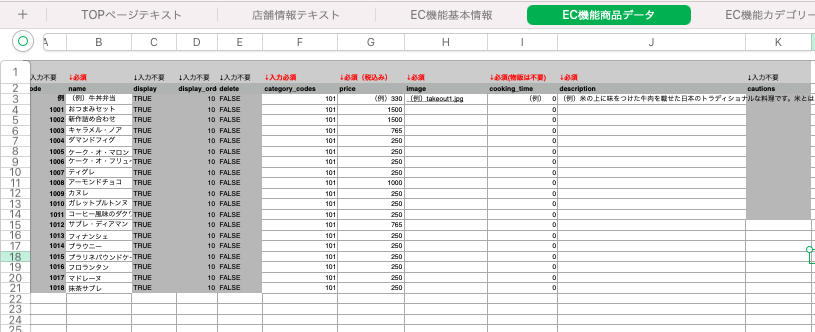 + TOPページテキスト 店舗情報テキスト EC機能基本情報 EC機能商品データ EC機能カテゴリー
A B C D E F G H I J K
1 入力不要 ↓必須 ↓入力不要 ↓入力不要 ↓入力不要 ↓入力必須 ↓必須（税込み） ↓必須 ↓必須(物販は不要) ↓必須 ↓入力不要
2 ode name display display_ord delete category_codes price image cooking_time description cautions
3 例 （例）牛丼弁当 TRUE 10 FALSE 101 （例）330 （例）takeout1.jpg （例） 0 （例）米の上に味をつけた牛肉を載せた日本のトラディショナルな料理です。米とは
4 1001 おつまみセット TRUE 10 FALSE 101 1500 0
5 1002 新作詰め合わせ TRUE 10 FALSE 101 1500 0
6 1003 キャラメル・ノア TRUE 10 FALSE 101 765 0
7 1004 ダマンドフィグ TRUE 10 FALSE 101 250 0
8 1005 ケーク・オ・マロン TRUE 10 FALSE 101 250 0
9 1006 ケーク・オ・フリュ TRUE 10 FALSE 101 250 0
10 1007 ティグレ TRUE 10 FALSE 101 250 0
11 1008 アーモンドチョコ TRUE 10 FALSE 101 1000 0
12 1009 カヌレ TRUE 10 FALSE 101 250 0
13 1010 ガレットブルトンヌ TRUE 10 FALSE 101 250 0
14 1011 コーヒー風味のダクワ TRUE 10 FALSE 101 250 0
15 1012 サブレ・ディアマン TRUE 10 FALSE 101 765 0
16 1013 フィナンシェ TRUE 10 FALSE 101 250 0
17 1014 ブラウニー TRUE 10 FALSE 101 250 0
18 1015 プラリネパウンドケー TRUE 10 FALSE 101 250 0
19 1016 フロランタン TRUE 10 FALSE 101 250 0
20 1017 マドレーヌ TRUE 10 FALSE 101 250 0
21 1018 抹茶サブレ TRUE 10 FALSE 101 250 0
22
23
24
25